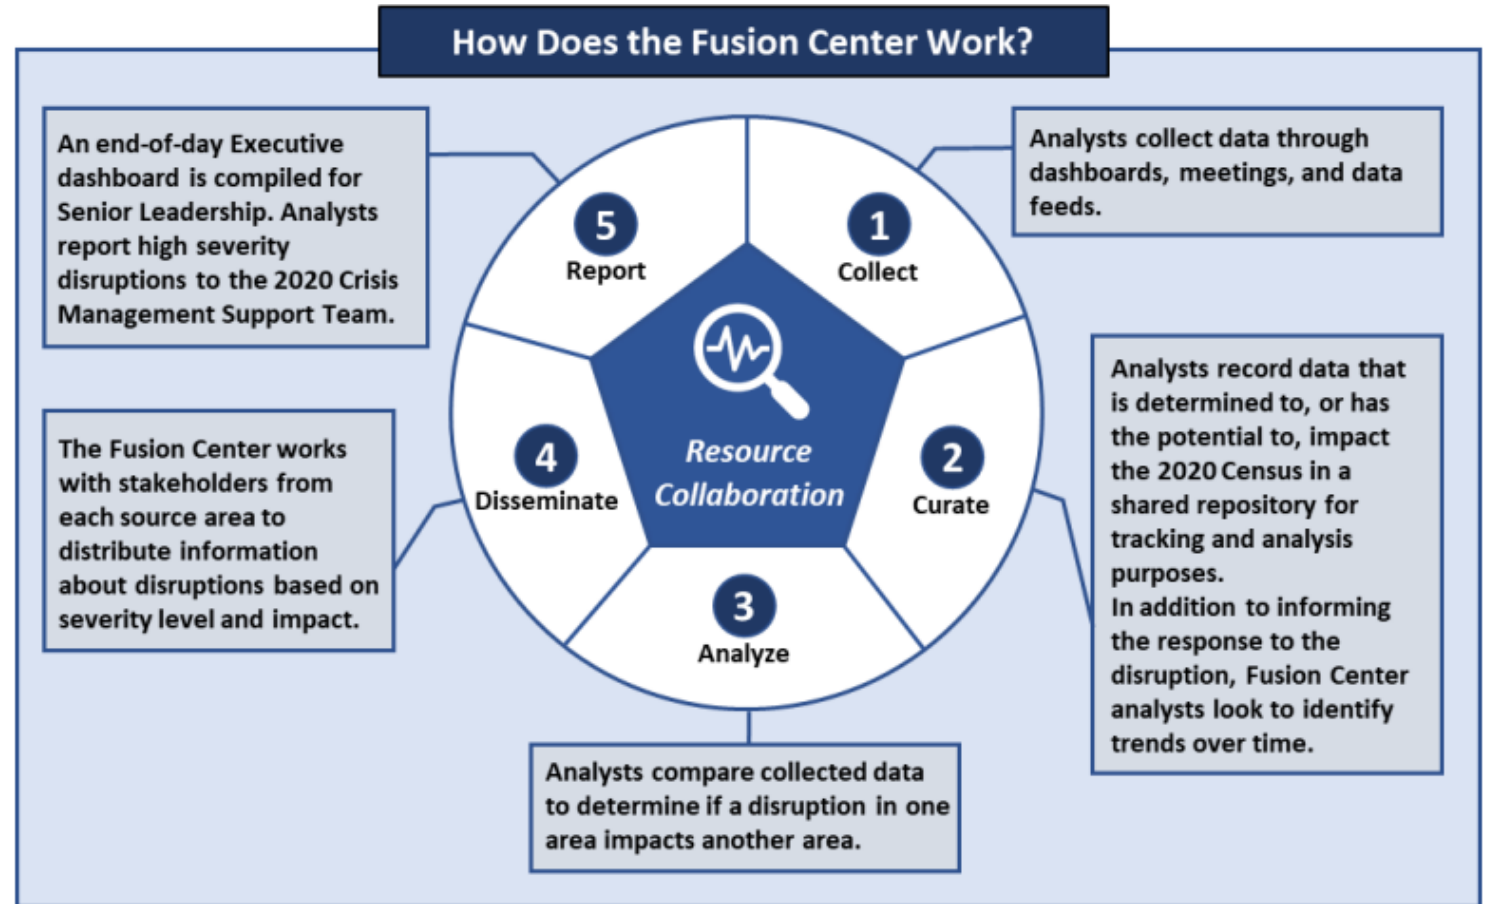 How Does the Fusion Center Work?
An end-of-day Executive
dashboard is compiled for
Senior Leadership. Analysts
report high severity
disruptions to the 2020 Crisis
Management Support Team.
5
Report
1
Collect
Analysts collect data through
dashboards, meetings, and data
feeds.
Resource
Collaboration
4
Disseminate
2
Curate
3
Analyze
The Fusion Center works
with stakeholders from
each source area to
distribute information
about disruptions based on
severity level and impact.
Analysts record data that
is determined to, or has
the potential to, impact
the 2020 Census in a
shared repository for
tracking and analysis
purposes.
In addition to informing
the response to the
disruption, Fusion Center
analysts look to identify
trends over time.
Analysts compare collected data
to determine if a disruption in one
area impacts another area.